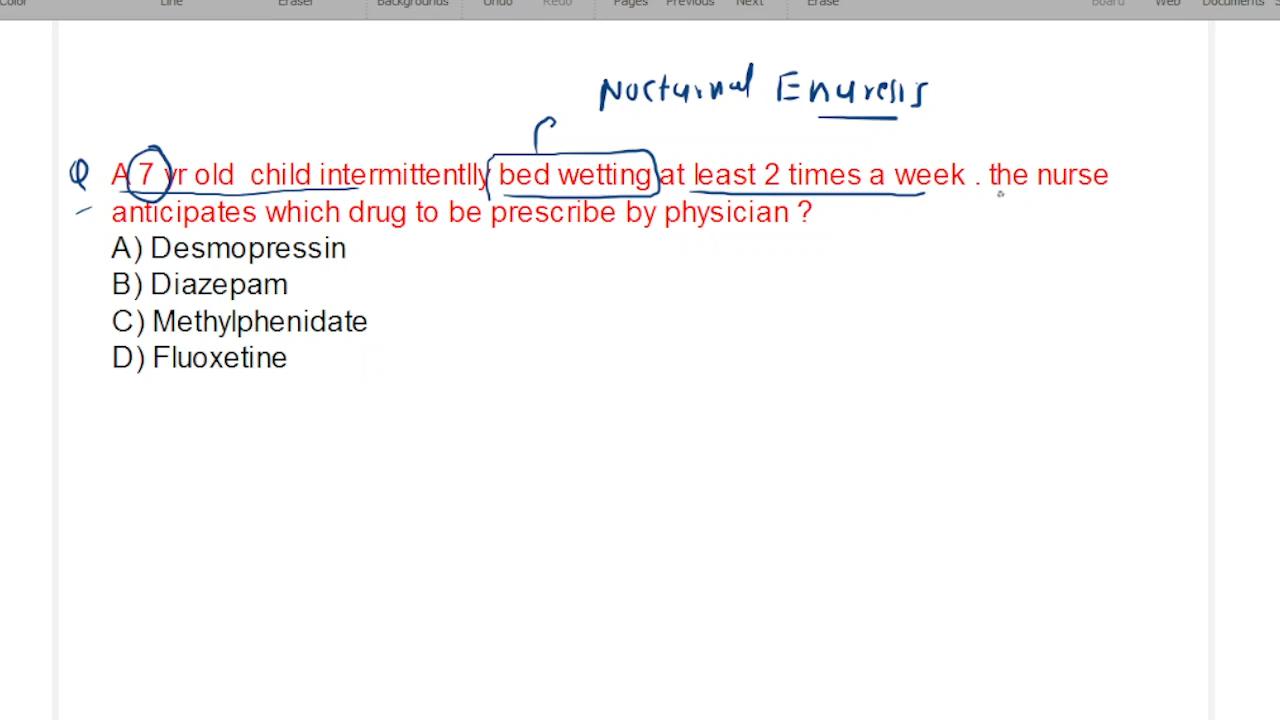 Color Line Eraser Backgrounds Undo Redo Pages Previous Next Erase Board Web Documents
Nocturnal Enuresis
Q A 7 yr old child intermittentlly bed wetting at least 2 times a week . the nurse
anticipates which drug to be prescribe by physician ?
A) Desmopressin
B) Diazepam
C) Methylphenidate
D) Fluoxetine